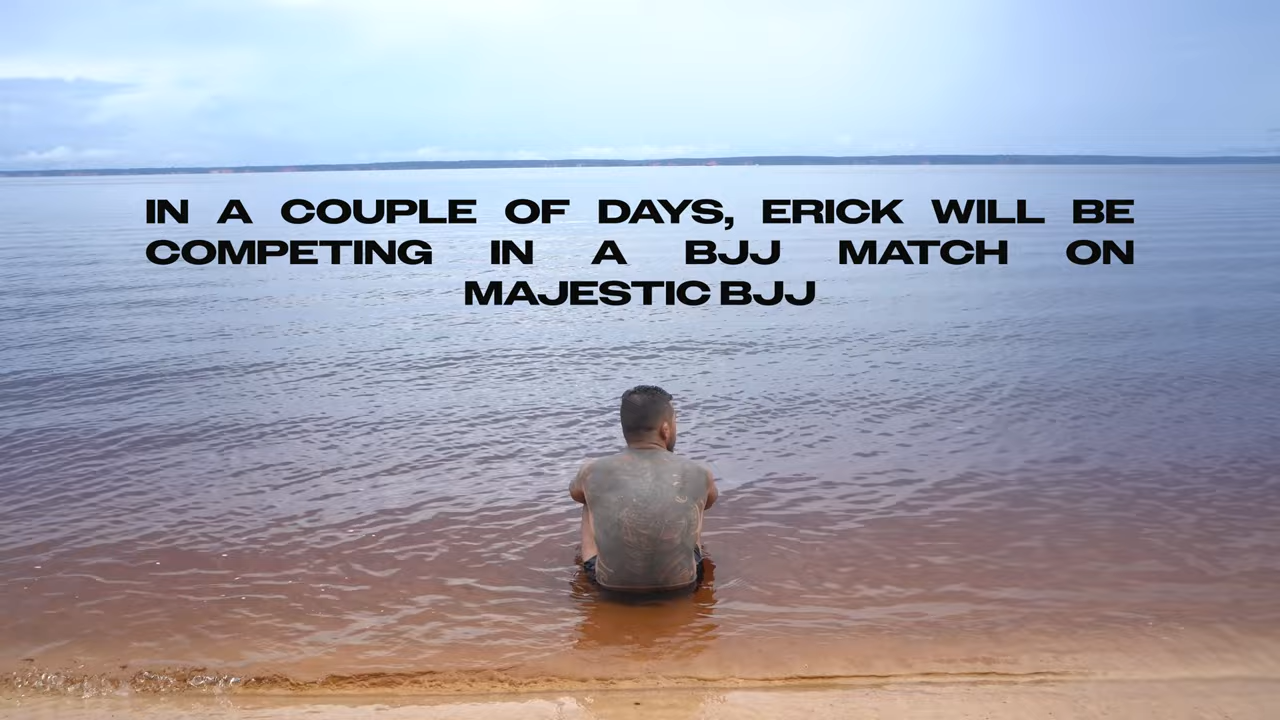 IN A COUPLE OF DAYS, ERICK WILL BE
COMPETING IN A BJJ MATCH ON
MAJESTIC BJJ